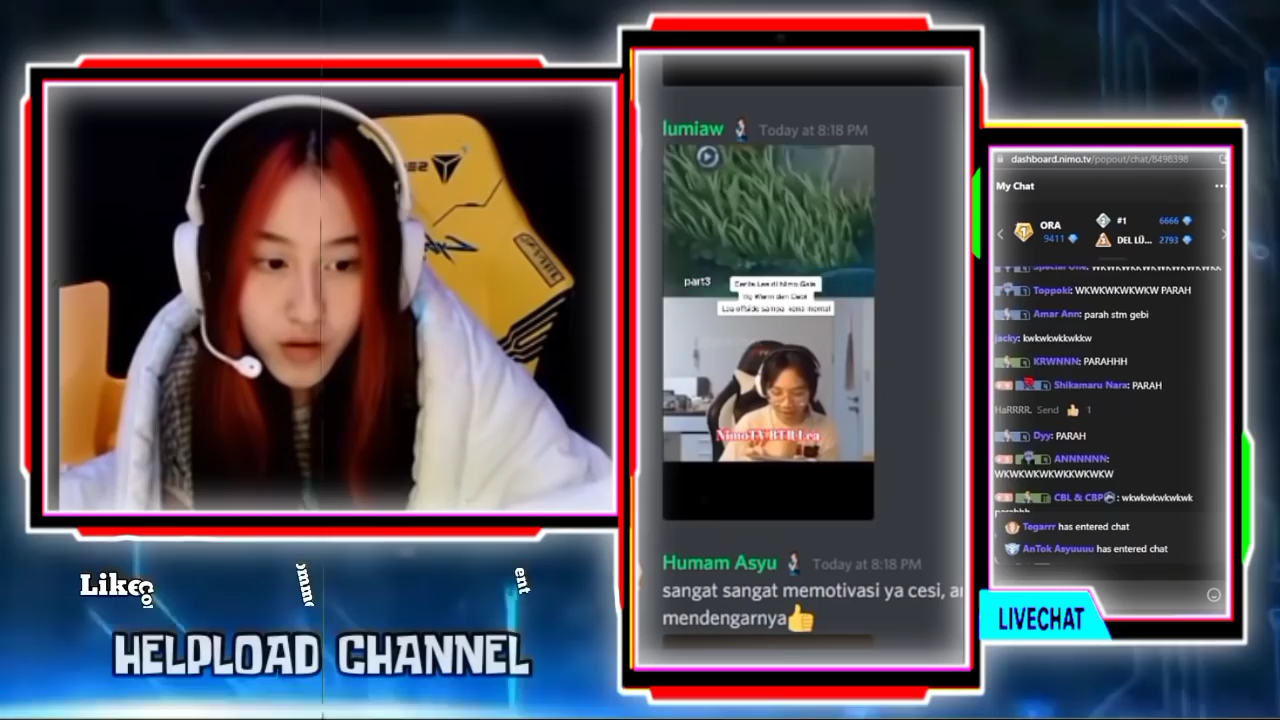 lumiaw
Today at 8:18 PM
part3
NimoTV BTR Lea
Humam Asyu
Today at 8:18 PM
sangat sangat memotivasi ya cesi,
mendengarnya
dashboard.nimo.tv/popout/chat/8498398
My Chat
ORA
9411
#1
6666
DEL LÜ...
2793
Toppoki: WKWKWKWKWKW PARAH
Amar Ann: parah stm gebi
jacky: kwkwkwkkwkkw
KRWNNN: PARAHHH
Shikamaru Nara: PARAH
HaRRRR. Send 1
Dyy: PARAH
ANNNNNN:
WKWKWKWKWKKWKWKW
CBL & CBP : wkwkwkwkwkwk
Tegarrr has entered chat
AnTok Asyuuuu has entered chat
LIVECHAT
Like
HELPLOAD CHANNEL